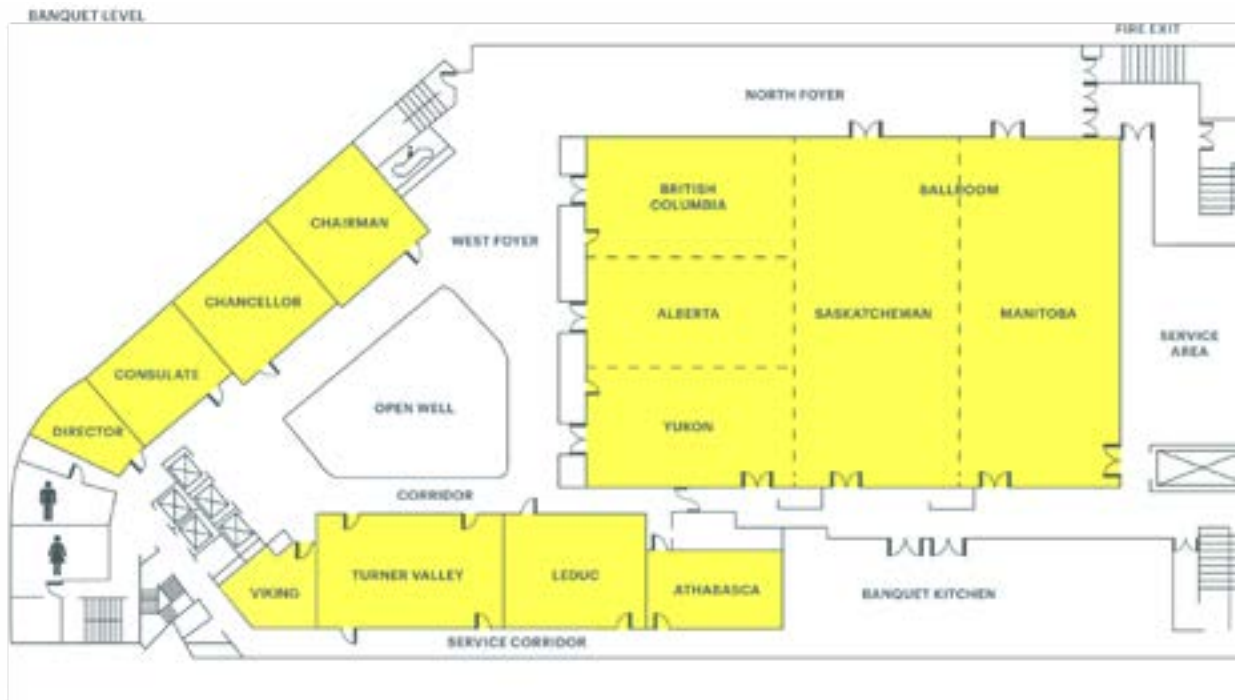 BANQUET LEVEL
FIRE EXIT
NORTH FOYER
BRITISH
COLUMBIA
BALLROOM
CHAIRMAN
WEST FOYER
CHANCELLOR
ALBERTA
SASKATCHEWAN
MANITOBA
SERVICE
AREA
CONSULATE
OPEN WELL
DIRECTOR
YUKON
CORRIDOR
VIKING
TURNER VALLEY
LEDUC
ATHABASCA
BANQUET KITCHEN
SERVICE CORRIDOR